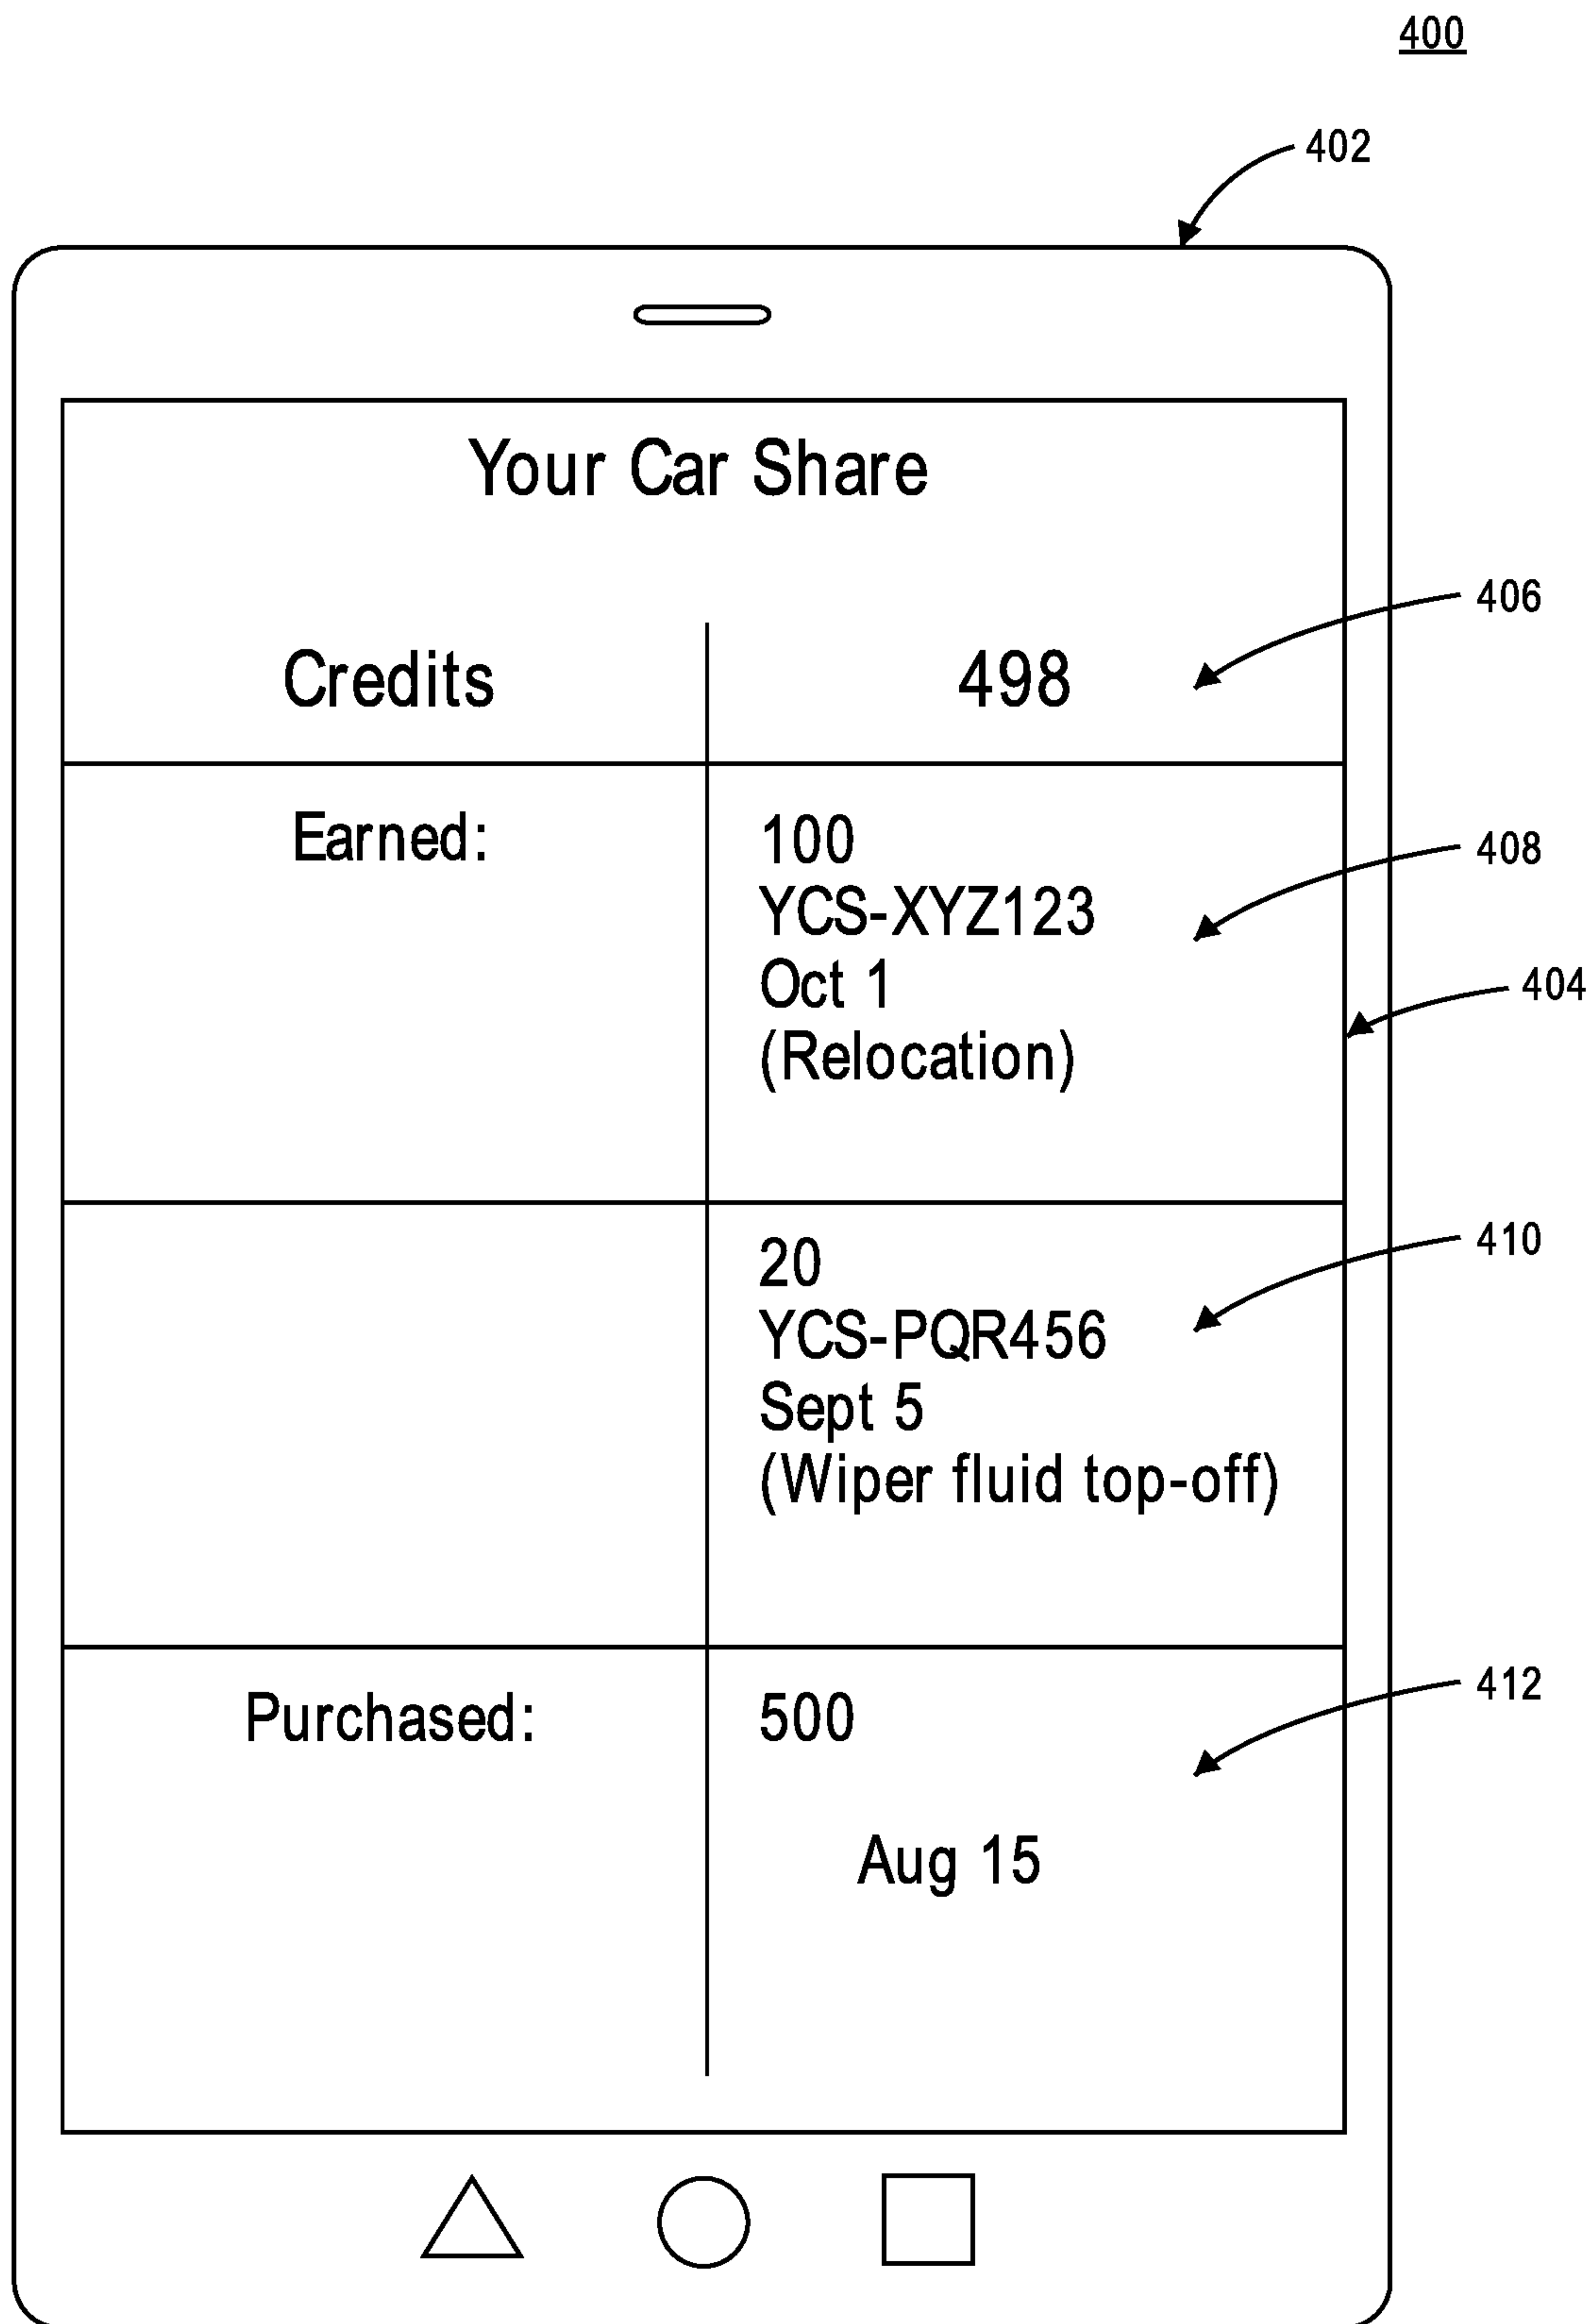 400
402
Your Car Share
406
Credits 498
Earned: 100
408
YCS-XYZ123
Oct 1
404
(Relocation)
410
20
YCS-PQR456
Sept 5
(Wiper fluid top-off)
412
Purchased: 500
Aug 15